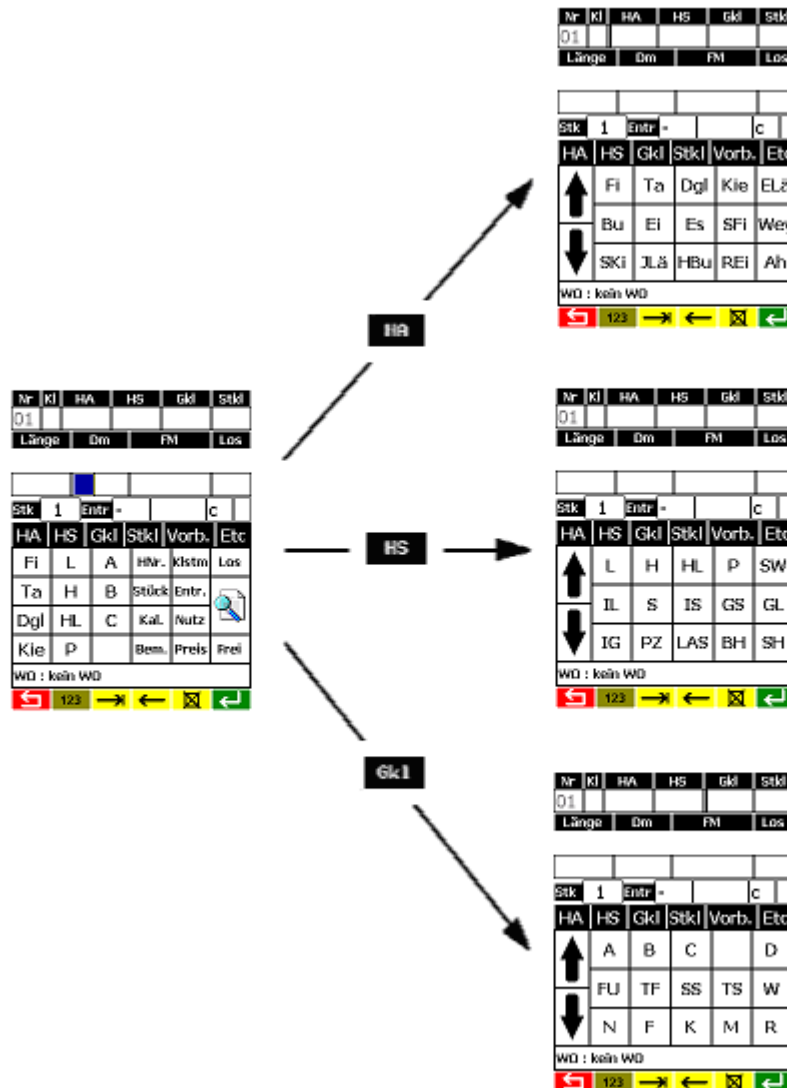 Nr Kl HA HS Gkl Stkl
01
Länge Dm FM Los
Stk 1 Entr - c
HA HS Gkl Stkl Vorb. Etc
Fi Ta Dgl Kie ELä
Bu Ei Es SFi Wey
SKi JLä HBu REi Ah
WO : kein WO
123
HA
Nr Kl HA HS Gkl Stkl
01
Länge Dm FM Los
Stk 1 Entr - c
HA HS Gkl Stkl Vorb. Etc
Fi L A HNr. Klstm Los
Ta H B Stück Entr.
Dgl HL C Kal. Nutz
Kie P Bem. Preis Frei
WO : kein WO
123
HS
Nr Kl HA HS Gkl Stkl
01
Länge Dm FM Los
Stk 1 Entr - c
HA HS Gkl Stkl Vorb. Etc
L H HL P SW
IL S IS GS GL
IG PZ LAS BH SH
WO : kein WO
123
Gkl
Nr Kl HA HS Gkl Stkl
01
Länge Dm FM Los
Stk 1 Entr - c
HA HS Gkl Stkl Vorb. Etc
A B C D
FU TF SS TS W
N F K M R
WO : kein WO
123